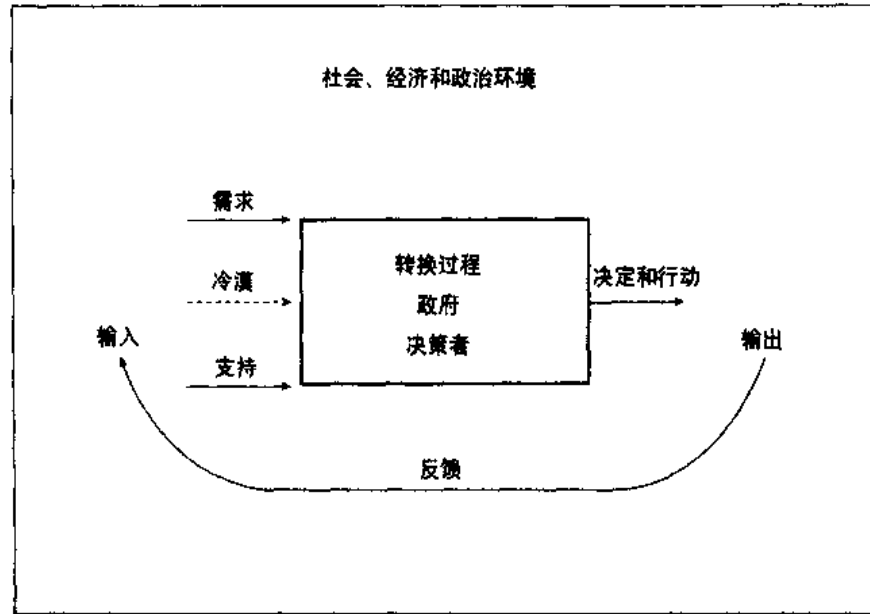 社会、经济和政治环境
需求
冷漠
支持
输入
转换过程
政府
决策者
决定和行动
输出
反馈